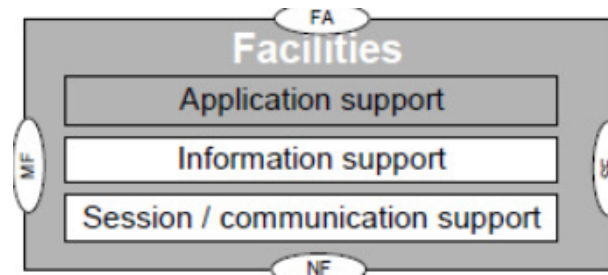 FA
Facilities
Application support
MF
Information support
Session / communication support
NF